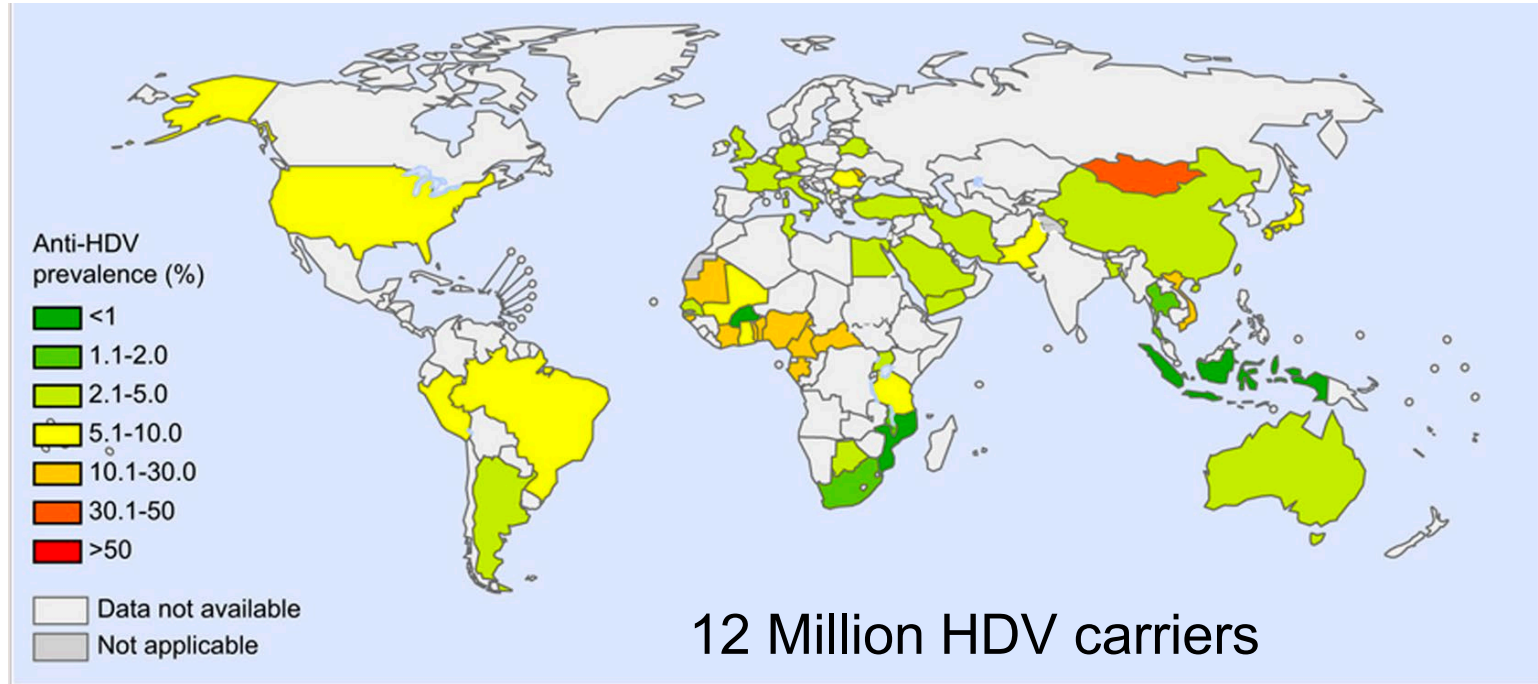 Anti-HDV
prevalence (%)
<1
1.1-2.0
2.1-5.0
5.1-10.0
10.1-30.0
30.1-50
>50
Data not available
Not applicable
12 Million HDV carriers